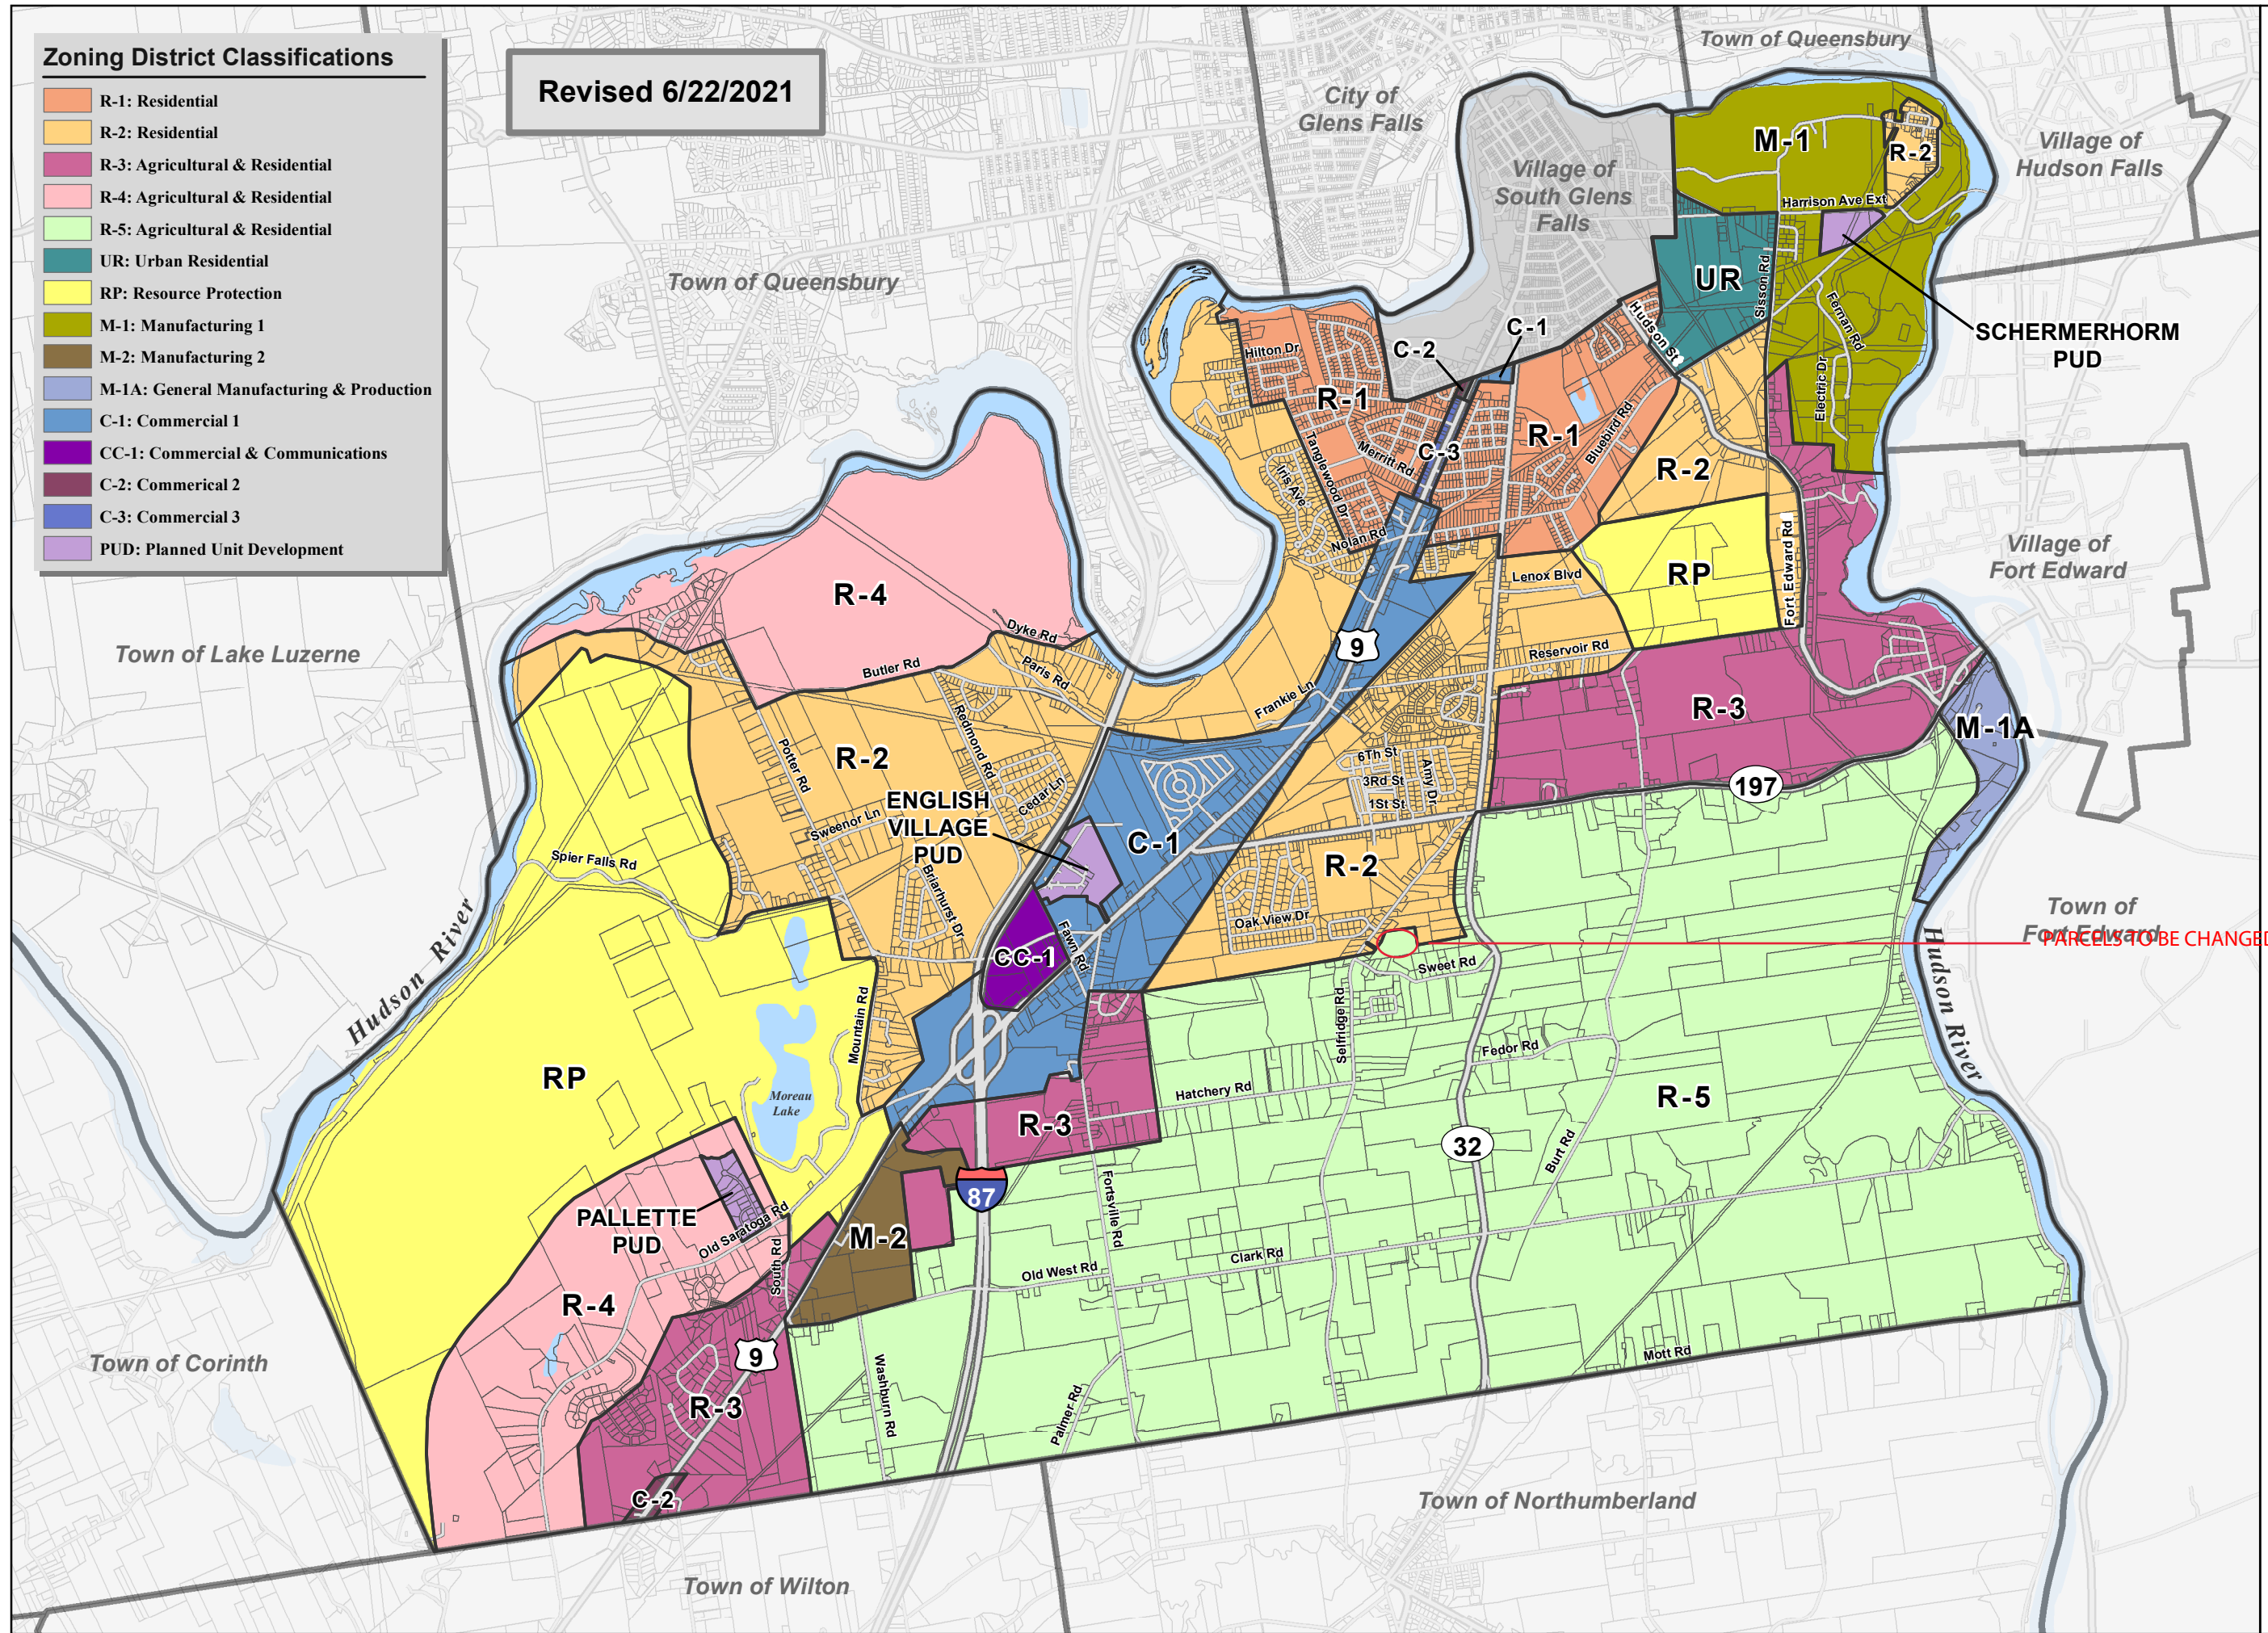 Zoning District Classifications
R-1: Residential
R-2: Residential
R-3: Agricultural & Residential
R-4: Agricultural & Residential
R-5: Agricultural & Residential
UR: Urban Residential
RP: Resource Protection
M-1: Manufacturing 1
M-2: Manufacturing 2
M-1A: General Manufacturing & Production
C-1: Commercial 1
CC-1: Commercial & Communications
C-2: Commerical 2
C-3: Commercial 3
PUD: Planned Unit Development
Revised 6/22/2021
Town of Queensbury
City of
Glens Falls
Village of
South Glens
Falls
M-1
R-2
Village of
Hudson Falls
Harrison Ave Ext
Town of Queensbury
UR
Sisson Rd
Fernan Rd
Hudson St
SCHERMERHORM
PUD
C-1
C-2
Hilton Dr
R-1
Electric Dr
Bluebird Rd
R-1
C-3
Merritt Rd
Tanglewood Dr
Iris Ave
R-2
Nolan Rd
Fort Edward Rd
Village of
Fort Edward
Lenox Blvd
RP
R-4
Dyke Rd
9
Reservoir Rd
Town of Lake Luzerne
Butler Rd
Paris Rd
Frankie Ln
Redmond Rd
R-3
M-1A
Potter Rd
R-2
6Th St
3Rd St
1St St
Amy Dr
197
Cedar Ln
ENGLISH
VILLAGE
PUD
Sweenor Ln
C-1
R-2
Spier Falls Rd
Briarhurst Dr
Oak View Dr
Town of
Fort Edward
PARCELS TO BE CHANGED
Fawn Rd
CC-1
Sweet Rd
Hudson River
Hudson River
Mountain Rd
Selfridge Rd
Fedor Rd
RP
Moreau
Lake
Hatchery Rd
R-5
R-3
32
Burt Rd
87
Fortsville Rd
PALLETTE
PUD
Old Saratoga Rd
M-2
South Rd
Clark Rd
Old West Rd
R-4
9
Town of Corinth
Washburn Rd
Mott Rd
Palmer Rd
R-3
C-2
Town of Northumberland
Town of Wilton